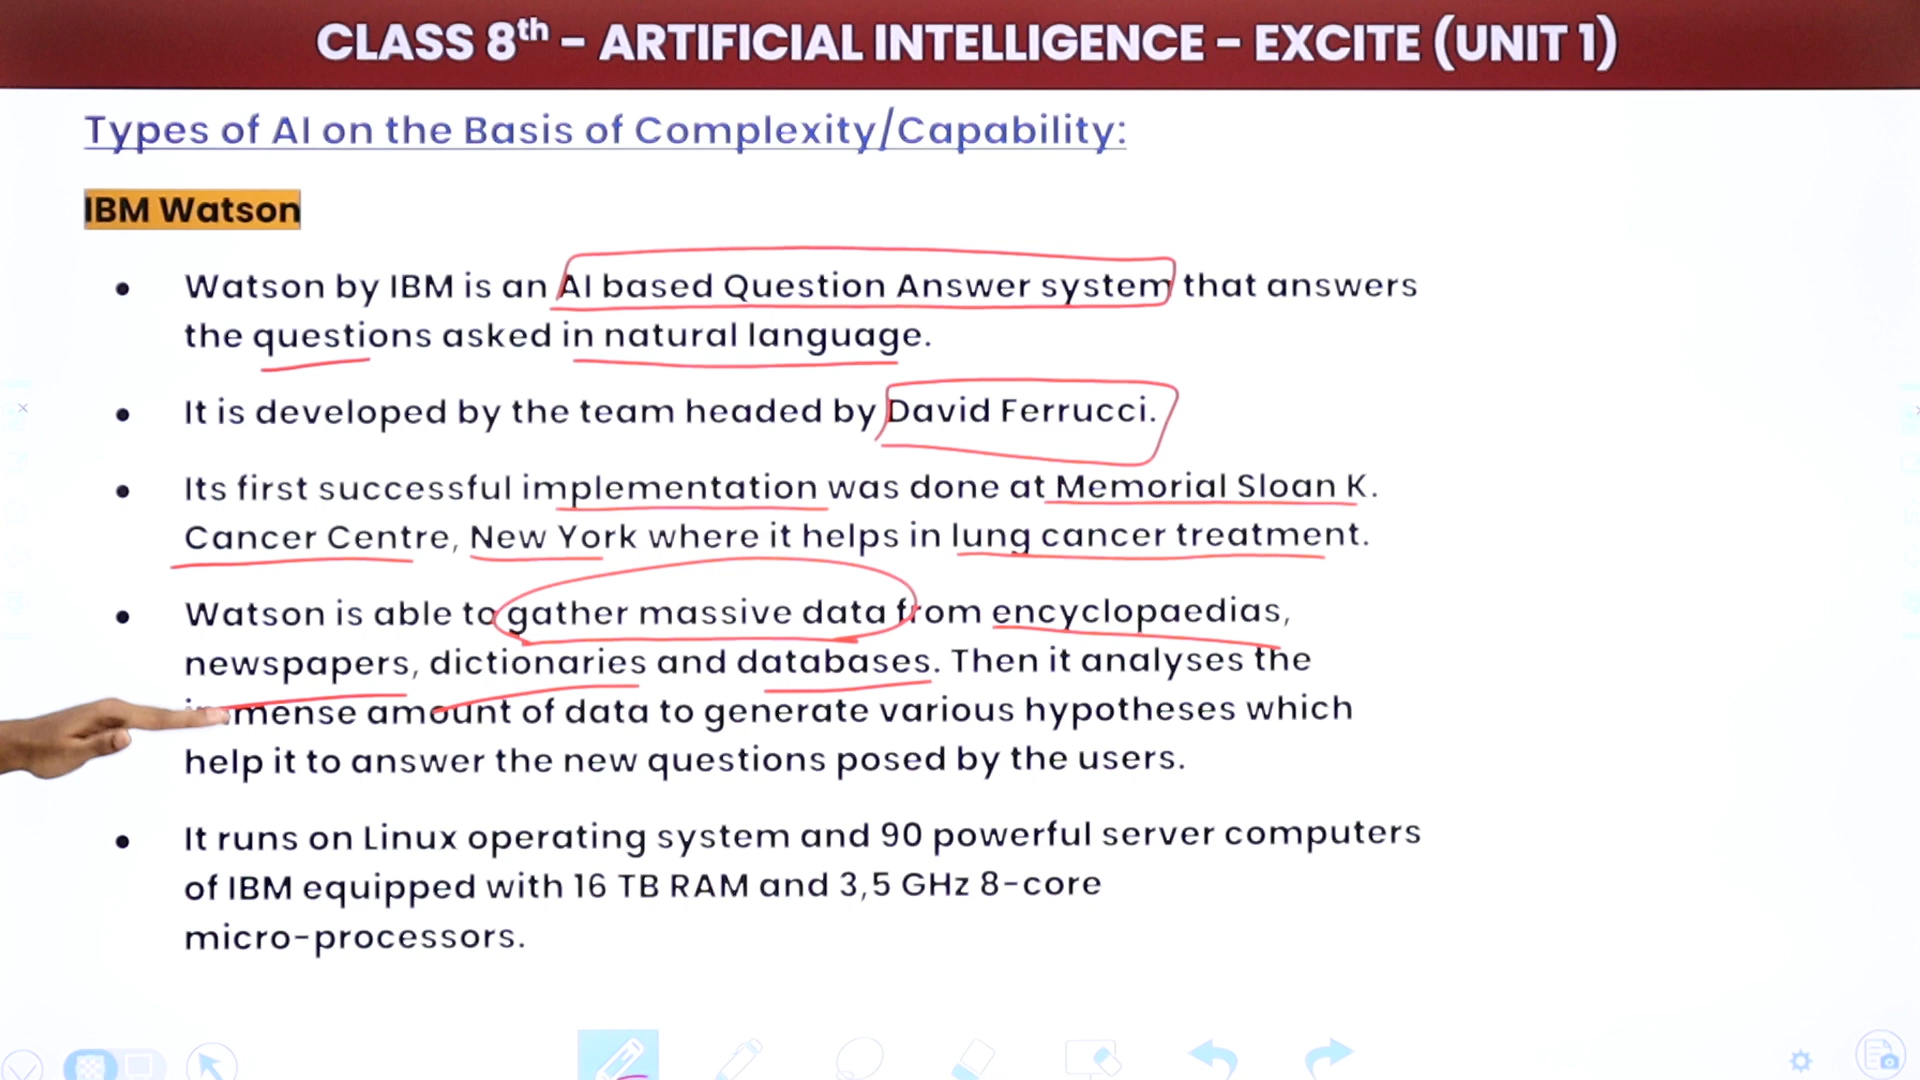 CLASS 8th - ARTIFICIAL INTELLIGENCE - EXCITE (UNIT 1)
Types of AI on the Basis of Complexity/Capability:
IBM Watson
• Watson by IBM is an AI based Question Answer system that answers
the questions asked in natural language.
• It is developed by the team headed by David Ferrucci.
• Its first successful implementation was done at Memorial Sloan K.
Cancer Centre, New York where it helps in lung cancer treatment.
• Watson is able to gather massive data from encyclopaedias,
newspapers, dictionaries and databases. Then it analyses the
immense amount of data to generate various hypotheses which
help it to answer the new questions posed by the users.
• It runs on Linux operating system and 90 powerful server computers
of IBM equipped with 16 TB RAM and 3,5 GHz 8-core
micro-processors.